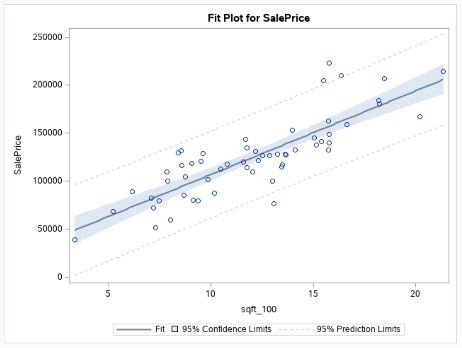 Fit Plot for SalePrice
250000
200000
150000
100000
50000
0
SalePrice
5 10 15 20
sqft_100
Fit 95% Confidence Limits 95% Prediction Limits